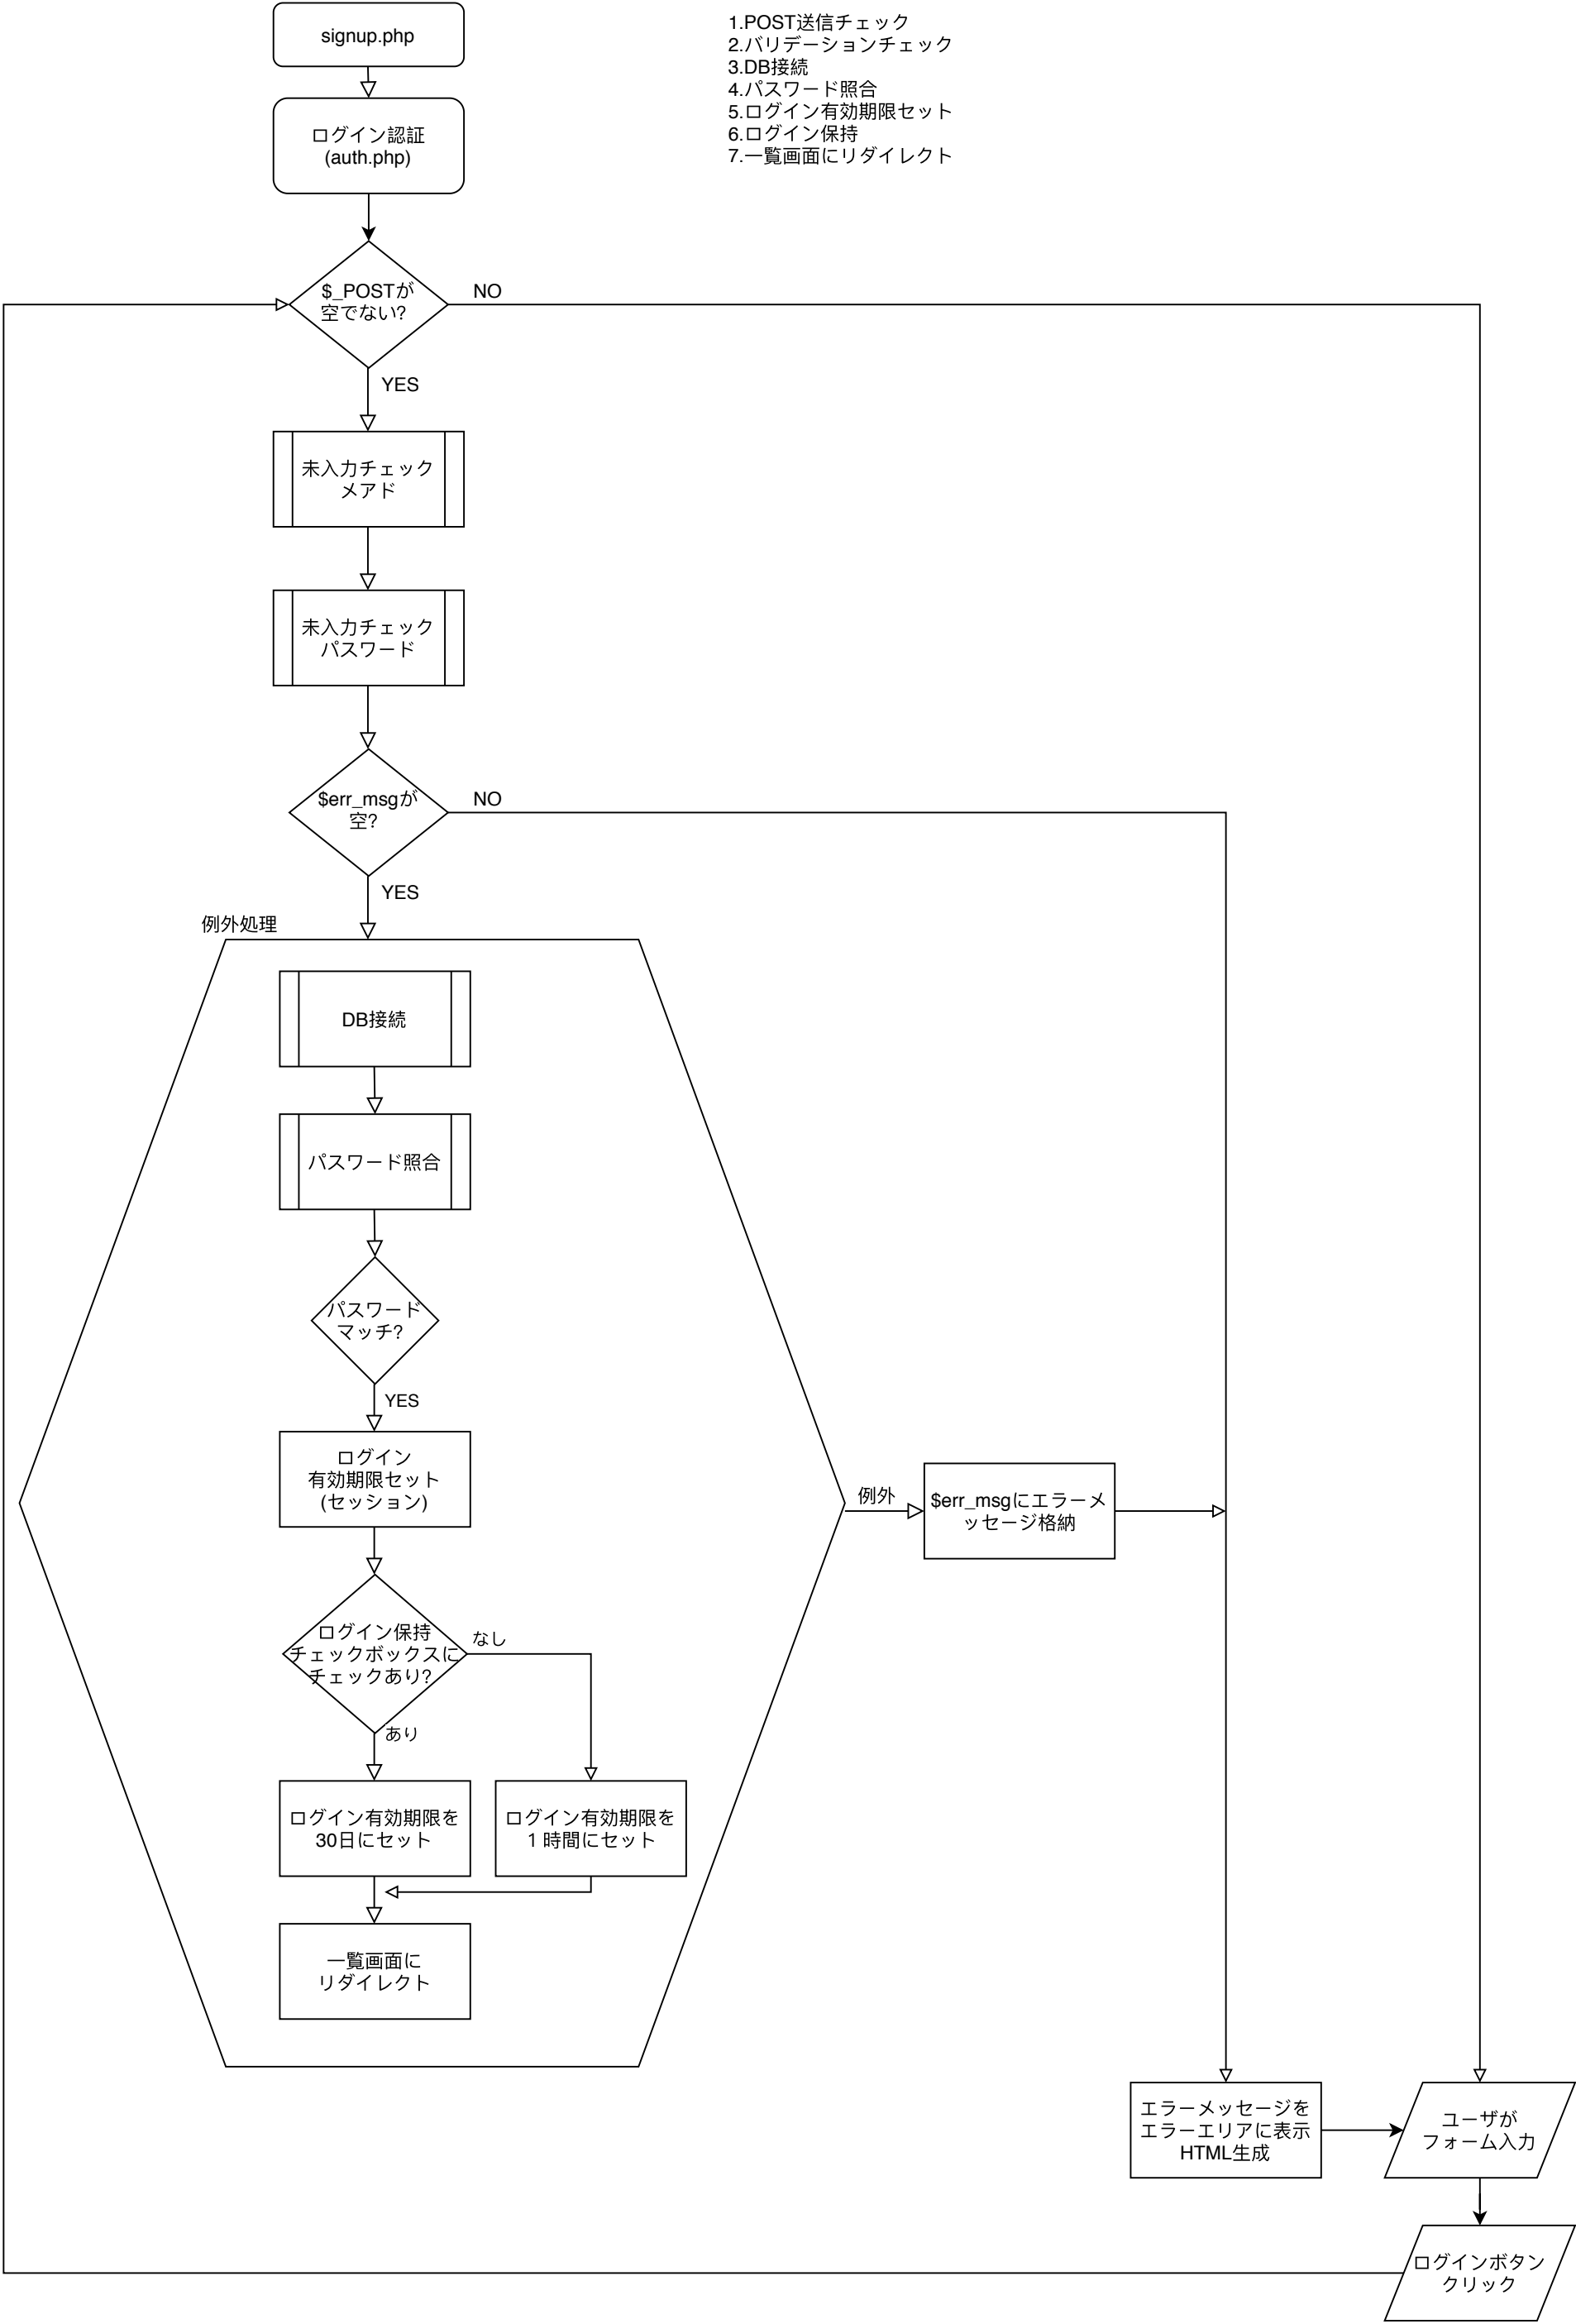 signup.php
1.POST送信チェック
2.バリデーションチェック
3.DB接続
4.パスワード照合
5.ログイン有効期限セット
6.ログイン保持
7.一覧画面にリダイレクト
ログイン認証
(auth.php)
$_POSTが
空でない?
NO
YES
未入力チェック
メアド
未入力チェック
パスワード
$err_msgが
空?
NO
YES
例外処理
DB接続
パスワード照合
パスワード
マッチ?
YES
ログイン
有効期限セット
(セッション)
例外
$err_msgにエラーメ
ッセージ格納
ログイン保持
チェックボックスに
チェックあり?
なし
あり
ログイン有効期限を
30日にセット
ログイン有効期限を
１時間にセット
一覧画面に
リダイレクト
エラーメッセージを
エラーエリアに表示
HTML生成
ユーザが
フォーム入力
ログインボタン
クリック